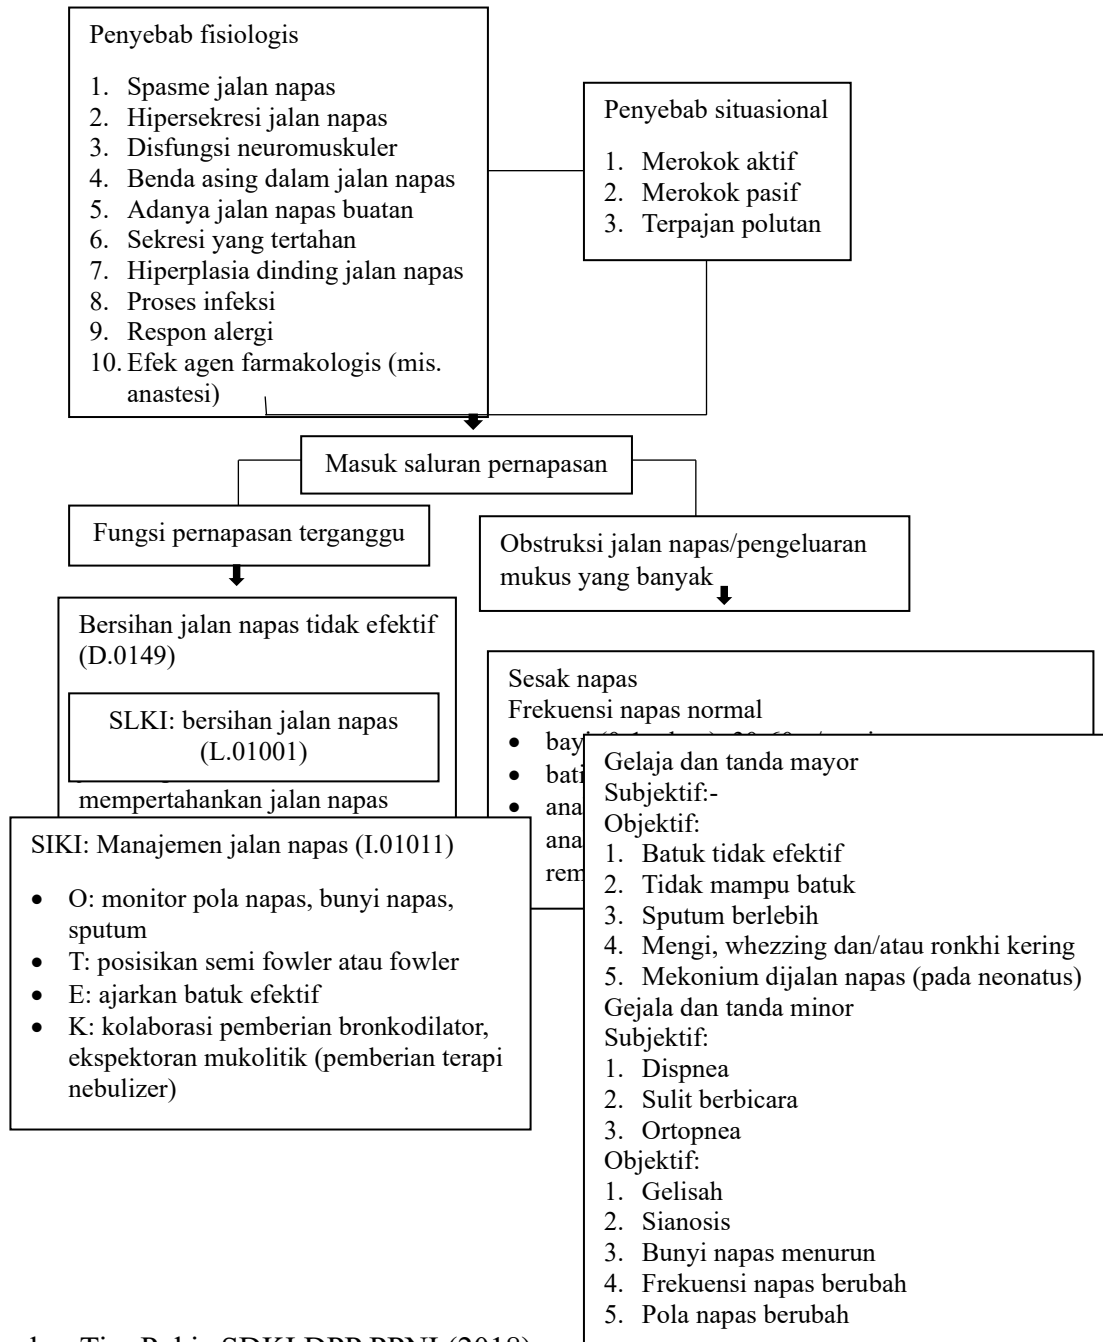 Penyebab fisiologis
1. Spasme jalan napas
2. Hipersekresi jalan napas
3. Disfungsi neuromuskuler
4. Benda asing dalam jalan napas
5. Adanya jalan napas buatan
6. Sekresi yang tertahan
7. Hiperplasia dinding jalan napas
8. Proses infeksi
9. Respon alergi
10. Efek agen farmakologis (mis.
anastesi)
Penyebab situasional
1. Merokok aktif
2. Merokok pasif
3. Terpajan polutan
Masuk saluran pernapasan
Fungsi pernapasan terganggu
Obstruksi jalan napas/pengeluaran
mukus yang banyak
Bersihan jalan napas tidak efektif
(D.0149)
SLKI: bersihan jalan napas
(L.01001)
mempertahankan jalan napas
SIKI: Manajemen jalan napas (I.01011)
• O: monitor pola napas, bunyi napas,
sputum
• T: posisikan semi fowler atau fowler
• E: ajarkan batuk efektif
• K: kolaborasi pemberian bronkodilator,
ekspektoran mukolitik (pemberian terapi
nebulizer)
Sesak napas
Frekuensi napas normal
Gelaja dan tanda mayor
Subjektif:-
Objektif:
1. Batuk tidak efektif
2. Tidak mampu batuk
3. Sputum berlebih
4. Mengi, whezzing dan/atau ronkhi kering
5. Mekonium dijalan napas (pada neonatus)
Gejala dan tanda minor
Subjektif:
1. Dispnea
2. Sulit berbicara
3. Ortopnea
Objektif:
1. Gelisah
2. Sianosis
3. Bunyi napas menurun
4. Frekuensi napas berubah
5. Pola napas berubah
SDKI DPP PPNI (2018)